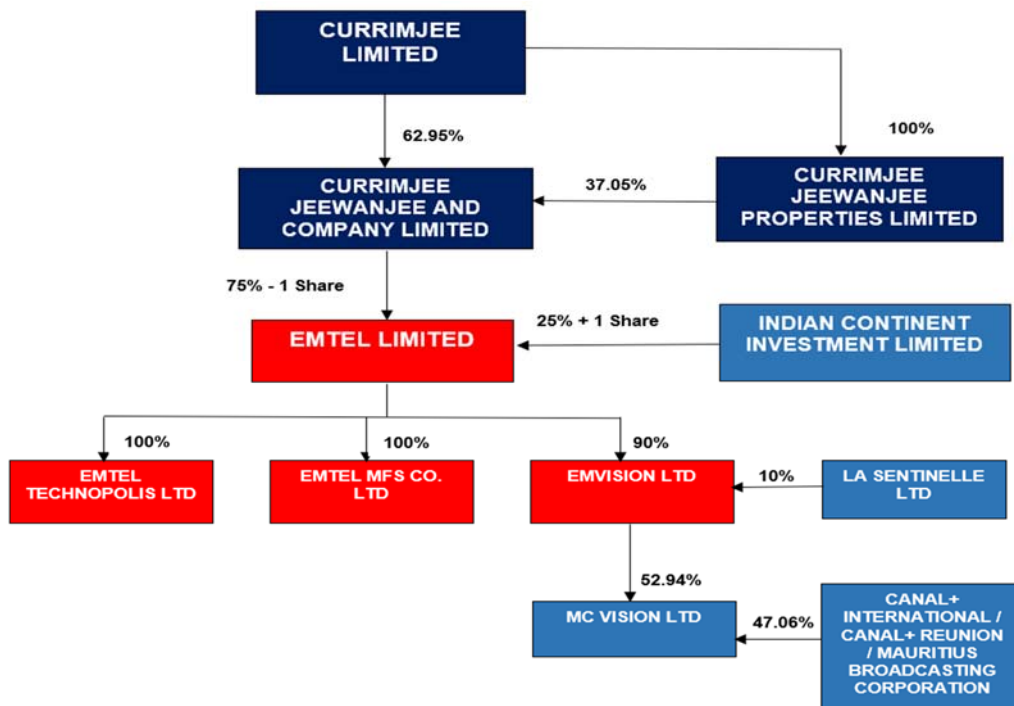 CURRIMJEE
LIMITED
62.95%
100%
CURRIMJEE
JEEWANJEE AND
COMPANY LIMITED
37.05%
CURRIMJEE
JEEWANJEE
PROPERTIES LIMITED
75% - 1 Share
EMTEL LIMITED
25% + 1 Share
INDIAN CONTINENT
INVESTMENT LIMITED
100%
100%
90%
EMTEL
TECHNOPOLIS LTD
EMTEL MFS CO.
LTD
EMVISION LTD
10%
LA SENTINELLE
LTD
52.94%
MC VISION LTD
47.06%
CANAL+
INTERNATIONAL /
CANAL+ REUNION
/ MAURITIUS
BROADCASTING
CORPORATION